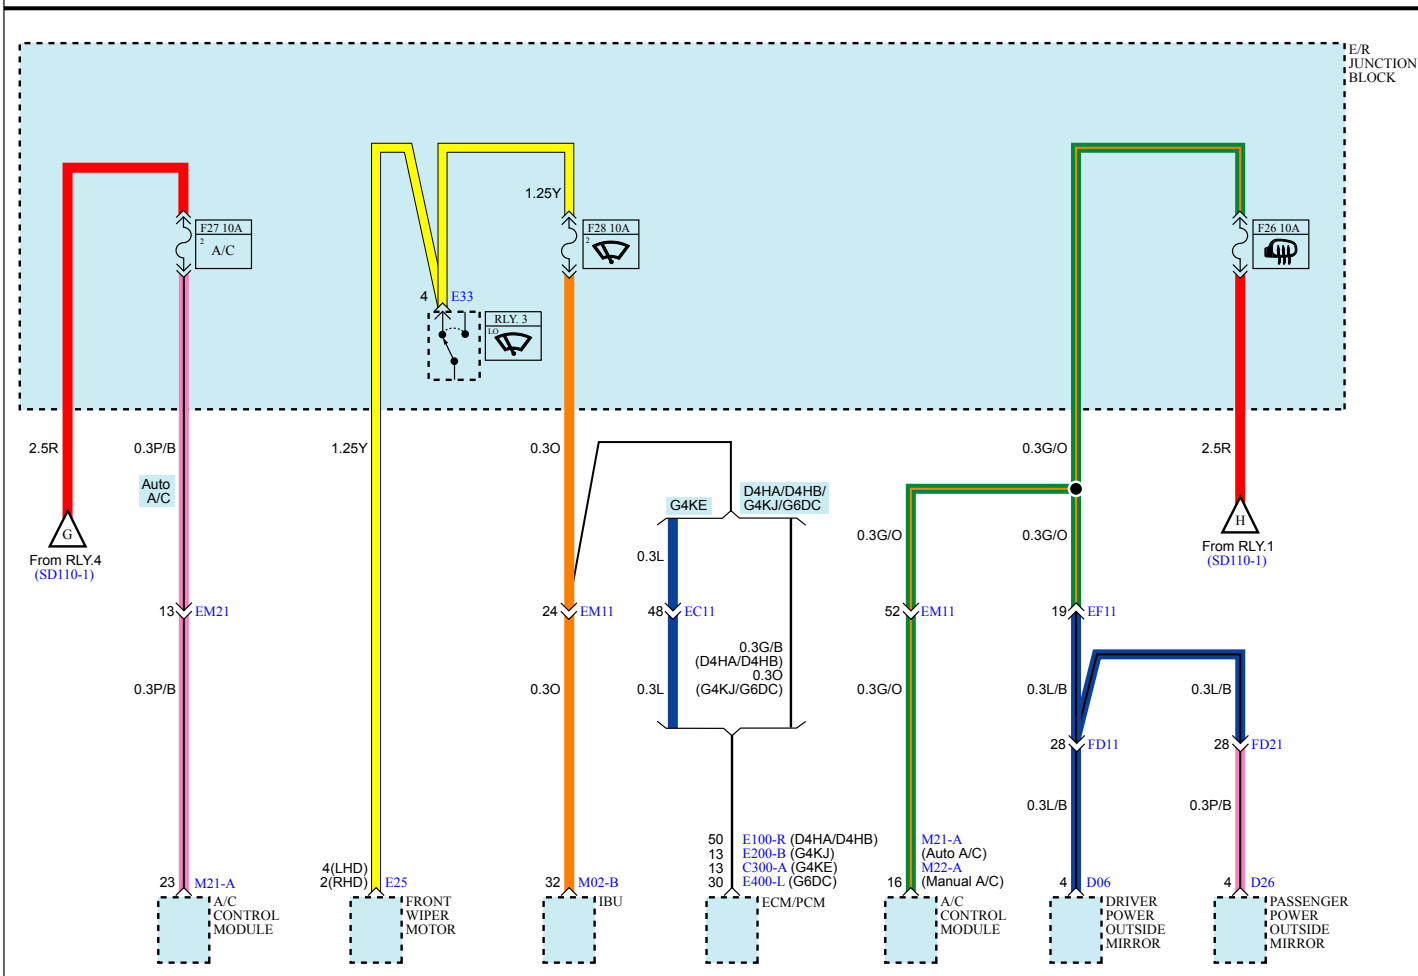 E/R
JUNCTION
BLOCK
1.25Y
F27 10A
2
A/C
F28 10A
2
F26 10A
4
E33
RLY. 3
LO
2.5R
0.3P/B
1.25Y
0.3O
0.3G/O
2.5R
Auto
A/C
G4KE
D4HA/D4HB/
G4KJ/G6DC
G
From RLY.4
(SD110-1)
0.3L
0.3G/O
0.3G/O
H
From RLY.1
(SD110-1)
13
EM21
24
EM11
48
EC11
52
EM11
19
EF11
0.3G/B
(D4HA/D4HB)
0.3O
(G4KJ/G6DC)
0.3P/B
0.3O
0.3L
0.3G/O
0.3L/B
0.3L/B
28
FD11
28
FD21
0.3L/B
0.3P/B
23
M21-A
4(LHD)
2(RHD)
E25
32
M02-B
50
E100-R (D4HA/D4HB)
13
E200-B (G4KJ)
13
C300-A (G4KE)
30
E400-L (G6DC)
M21-A
(Auto A/C)
M22-A
16
(Manual A/C)
4
D06
4
D26
A/C
CONTROL
MODULE
FRONT
WIPER
MOTOR
IBU
ECM/PCM
A/C
CONTROL
MODULE
DRIVER
POWER
OUTSIDE
MIRROR
PASSENGER
POWER
OUTSIDE
MIRROR